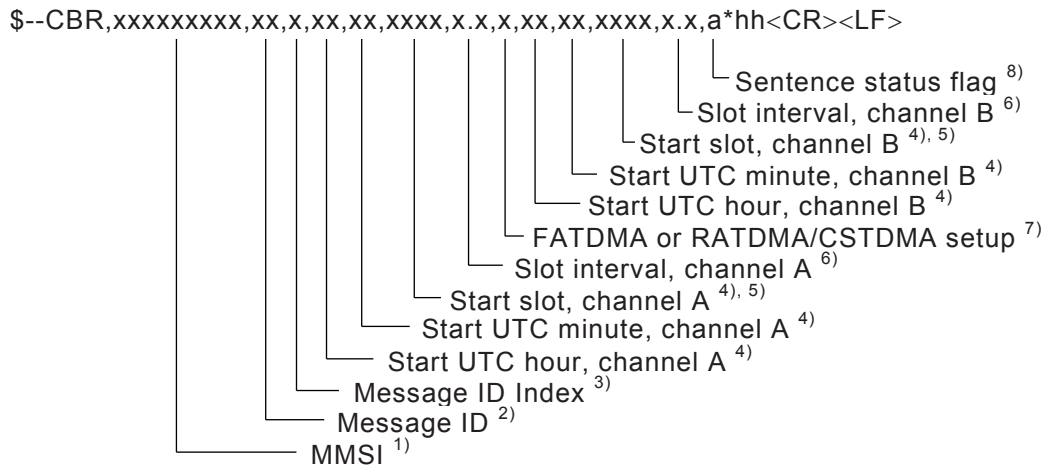 $--CBR,xxxxxxxxx,xx,x,xx,xx,xxxx,x.x,x,xx,xx,xxxx,x.x,a*hh<CR><LF>
Sentence status flag 8)
Slot interval, channel B 6)
Start slot, channel B 4), 5)
Start UTC minute, channel B 4)
Start UTC hour, channel B 4)
FATDMA or RATDMA/CSTDMA setup 7)
Slot interval, channel A 6)
Start slot, channel A 4), 5)
Start UTC minute, channel A 4)
Start UTC hour, channel A 4)
Message ID Index 3)
Message ID 2)
MMSI 1)